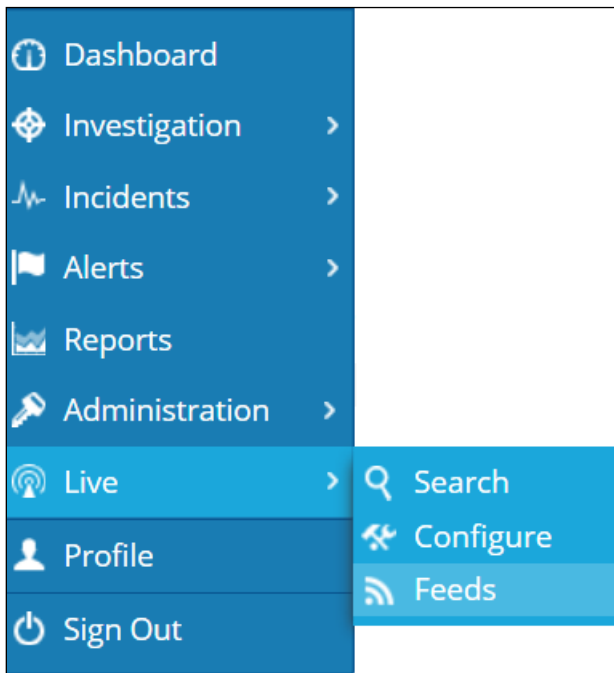 Dashboard
Investigation
Incidents
Alerts
Reports
Administration
Live
Search
Configure
Feeds
Profile
Sign Out